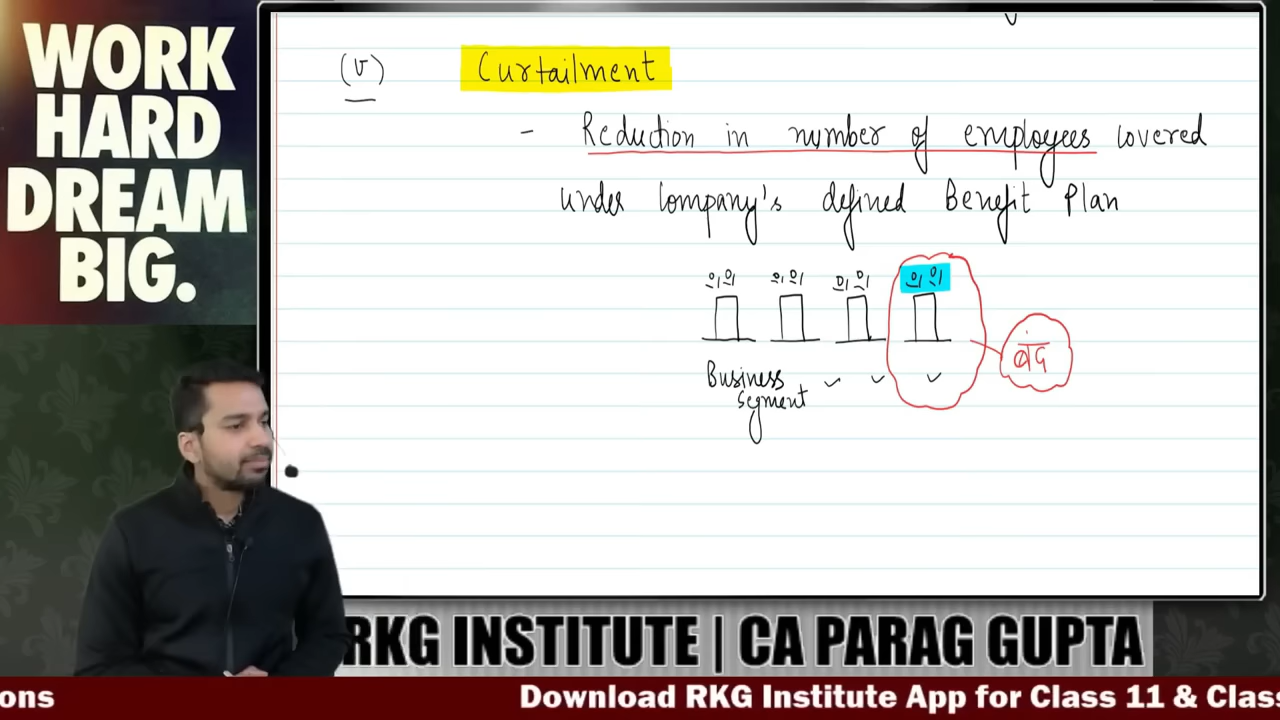 WORK
HARD
DREAM
BIG.
(v) Curtailment
- Reduction in number of employees covered
under Company's defined Benefit Plan
Business
Segment
बंद
RKG INSTITUTE | CA PARAG GUPTA
ons Download RKG Institute App for Class 11 & Class